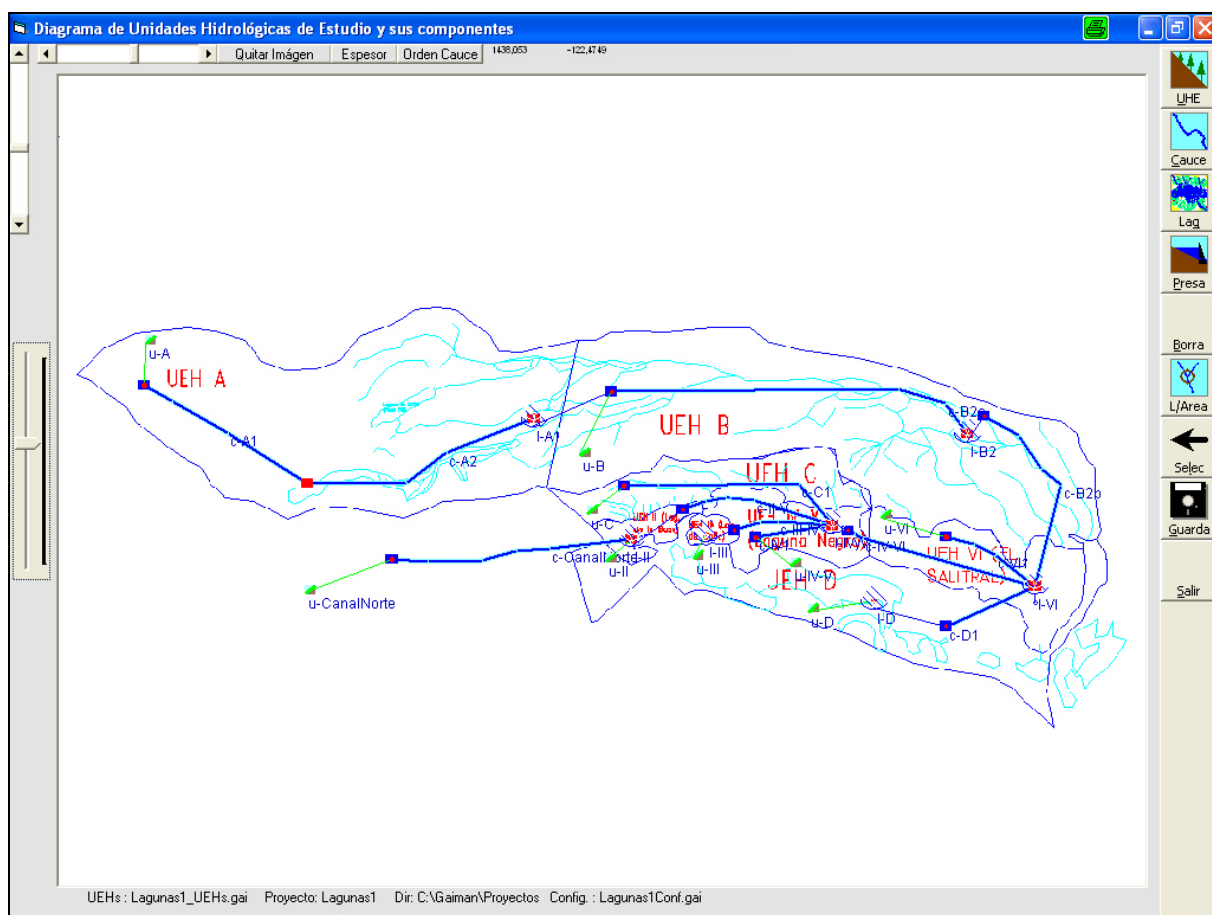 Diagrama de Unidades Hidrológicas de Estudio y sus componentes
Quitar Imágen Espesor Orden Cauce 1438,053 -122,4749
UHE
Cauce
Lag
Presa
Borra
L/Area
Selec
Guarda
Salir
u-A
UEH A
c-A1
c-A2
l-A1
UEH B
u-B
c-B2a
l-B2
c-B2b
UEH C
c-C1
u-C
u-VI
(Laguna Negra)
c-CanalNorte-II
u-II
l-III
u-III
u-IV-V
c-IV-VI
UEH VI (EL
SALITRAL)
u-CanalNorte
UEH D
u-D
l-D
c-D1
l-VI
UEHs : Lagunas1_UEHs.gai Proyecto: Lagunas1 Dir: C:\Gaiman\Proyectos Config. : Lagunas1Conf.gai